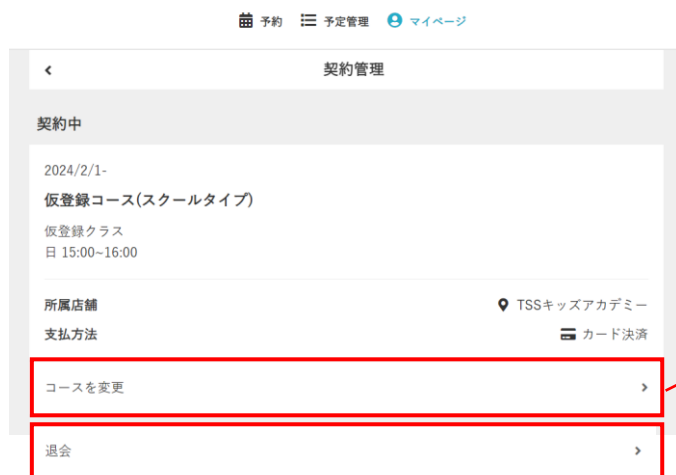 予約 予定管理 マイページ
契約管理
契約中
2024/2/1-
仮登録コース(スクールタイプ)
仮登録クラス
日 15:00~16:00
所属店舗 TSSキッズアカデミー
支払方法 カード決済
コースを変更
退会